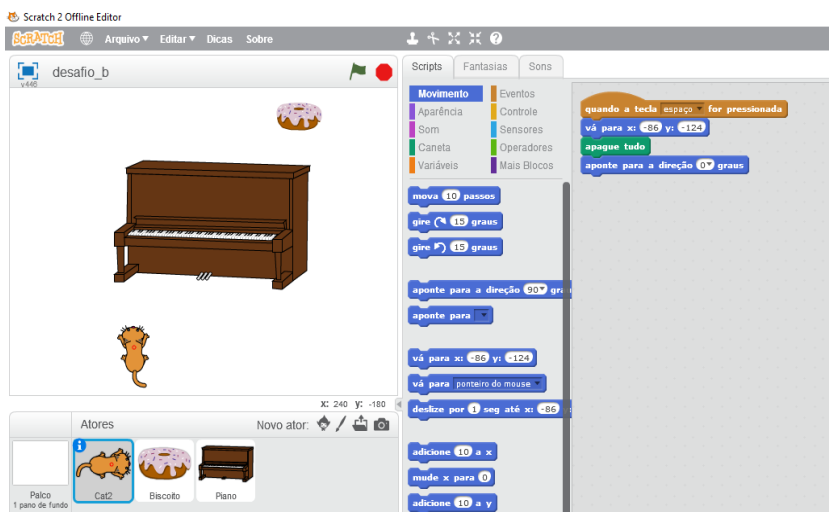 Scratch 2 Offline Editor
SCRATCH Arquivo▼ Editar▼ Dicas Sobre
desafio_b
v446
X: 240 Y: -180
Atores
Novo ator:
Palco
1 pano de fundo
Cat2
Biscoito
Piano
Scripts Fantasias Sons
Movimento Eventos
Aparência Controle
Som Sensores
Caneta Operadores
Variáveis Mais Blocos
mova 10 passos
gire 15 graus
gire 15 graus
aponte para a direção 90▼ gra
aponte para
vá para x: -86 y: -124
vá para ponteiro do mouse
deslize por 1 seg até x: -86
adicione 10 a x
mude x para 0
adicione 10 a y
quando a tecla espaço for pressionada
vá para x: -86 y: -124
apague tudo
aponte para a direção 0▼ graus